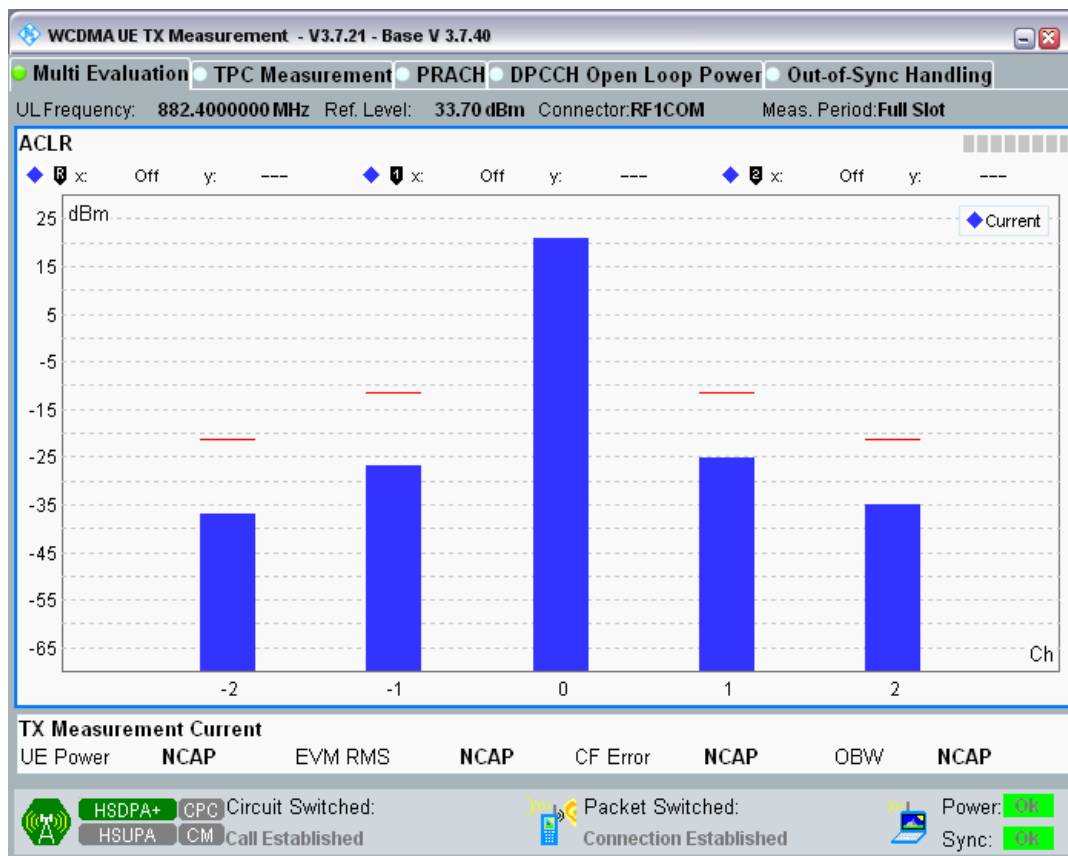 WCDMA UE TX Measurement - V3.7.21 - Base V 3.7.40
Multi Evaluation TPC Measurement PRACH DPCCH Open Loop Power Out-of-Sync Handling
UL Frequency: 882.4000000 MHz Ref. Level: 33.70 dBm Connector:RF1COM Meas. Period:Full Slot
ACLR
R x: Off y: --- 1 x: Off y: --- 2 x: Off y: ---
dBm
Current
25
15
5
-5
-15
-25
-35
-45
-55
-65
Ch
-2 -1 0 1 2
TX Measurement Current
UE Power NCAP EVM RMS NCAP CF Error NCAP OBW NCAP
HSDPA+ CPC Circuit Switched: Packet Switched: Power: OK
HSUPA CM Call Established Connection Established Sync: OK